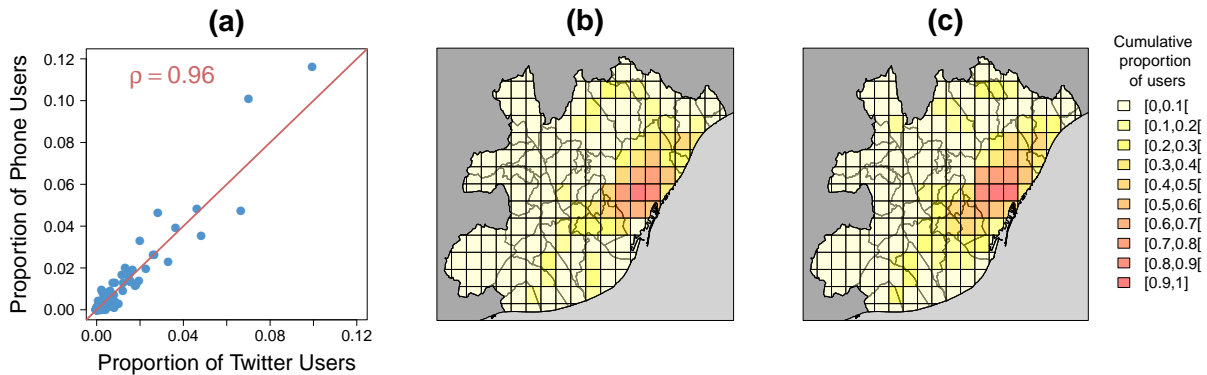 (a)
ρ = 0.96
Proportion of Phone Users
0.12
0.10
0.08
0.06
0.04
0.02
0.00
0.00
0.04
0.08
0.12
Proportion of Twitter Users
(b)
(c)
Cumulative
proportion
of users
[0,0.1[
[0.1,0.2[
[0.2,0.3[
[0.3,0.4[
[0.4,0.5[
[0.5,0.6[
[0.6,0.7[
[0.7,0.8[
[0.8,0.9[
[0.9,1]